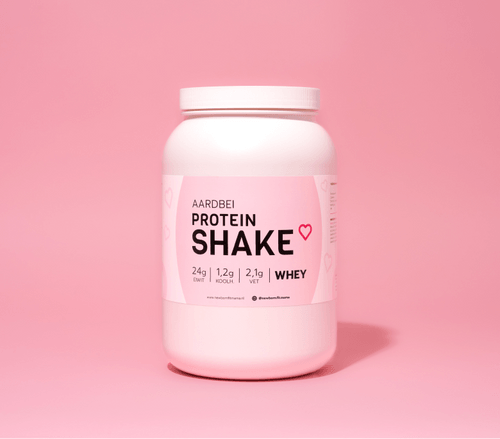 AARDBEI
PROTEIN
SHAKE
24g 1,2g 2,1g WHEY
EIWIT KOOLH VET